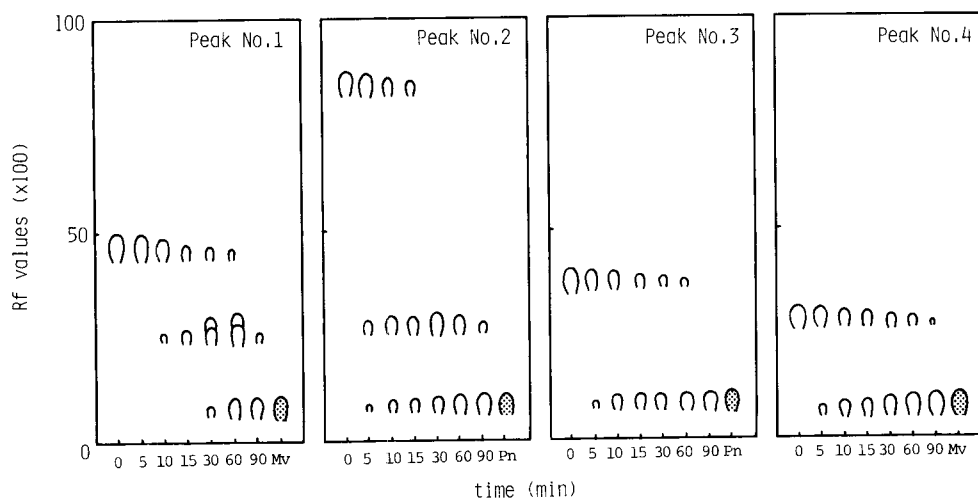 100
50
0
Rf values (x100)
Peak No.1
Peak No.2
Peak No.3
Peak No.4
0 5 10 15 30 60 90 Mv
0 5 10 15 30 60 90 Pn
0 5 10 15 30 60 90 Pn
0 5 10 15 30 60 90 Mv
time (min)